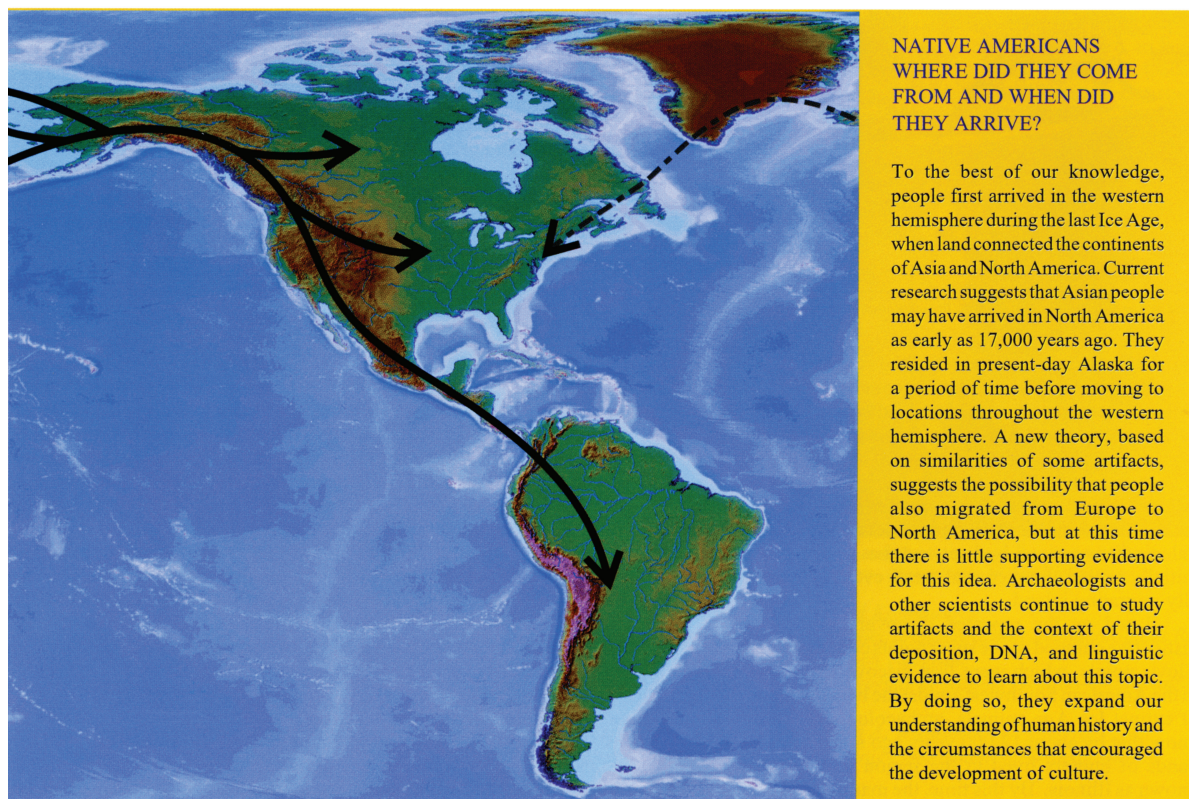 NATIVE AMERICANS
WHERE DID THEY COME
FROM AND WHEN DID
THEY ARRIVE?
To the best of our knowledge,
people first arrived in the western
hemisphere during the last Ice Age,
when land connected the continents
of Asia and North America. Current
research suggests that Asian people
may have arrived in North America
as early as 17,000 years ago. They
resided in present-day Alaska for
a period of time before moving to
locations throughout the western
hemisphere. A new theory, based
on similarities of some artifacts,
suggests the possibility that people
also migrated from Europe to
North America, but at this time
there is little supporting evidence
for this idea. Archaeologists and
other scientists continue to study
artifacts and the context of their
deposition, DNA, and linguistic
evidence to learn about this topic.
By doing so, they expand our
understanding of human history and
the circumstances that encouraged
the development of culture.